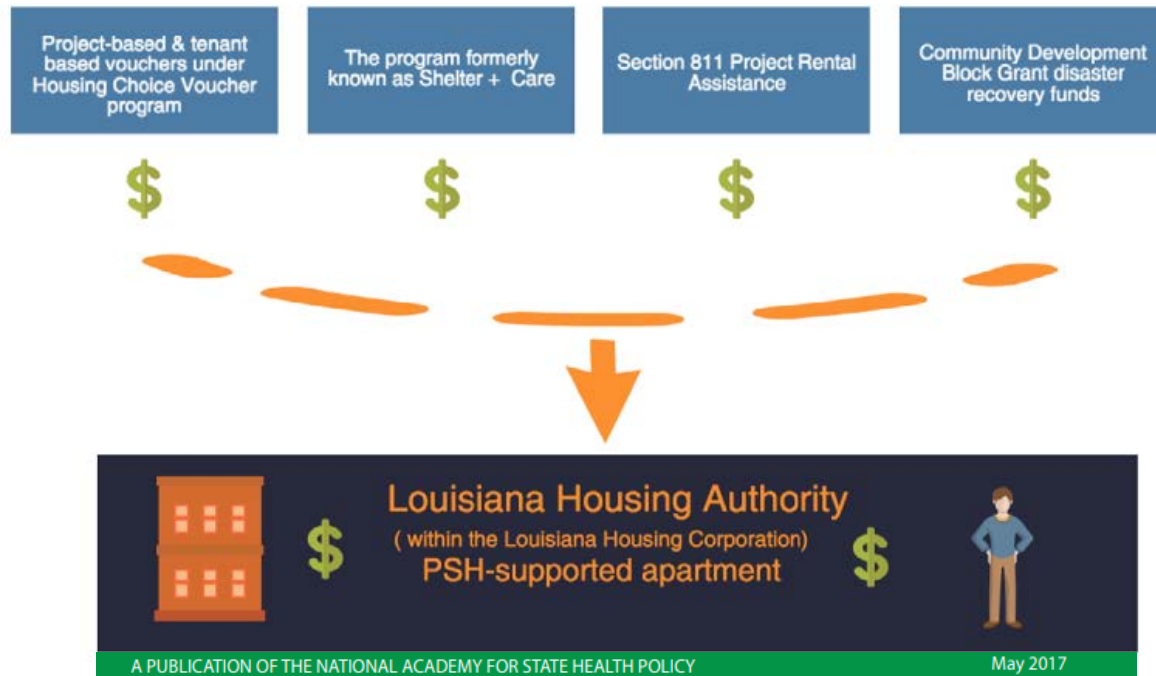 Project-based & tenant
based vouchers under
Housing Choice Voucher
program
The program formerly
known as Shelter + Care
Section 811 Project Rental
Assistance
Community Development
Block Grant disaster
recovery funds
$ $ $ $
Louisiana Housing Authority
( within the Louisiana Housing Corporation)
PSH-supported apartment
$ $
A PUBLICATION OF THE NATIONAL ACADEMY FOR STATE HEALTH POLICY
May 2017